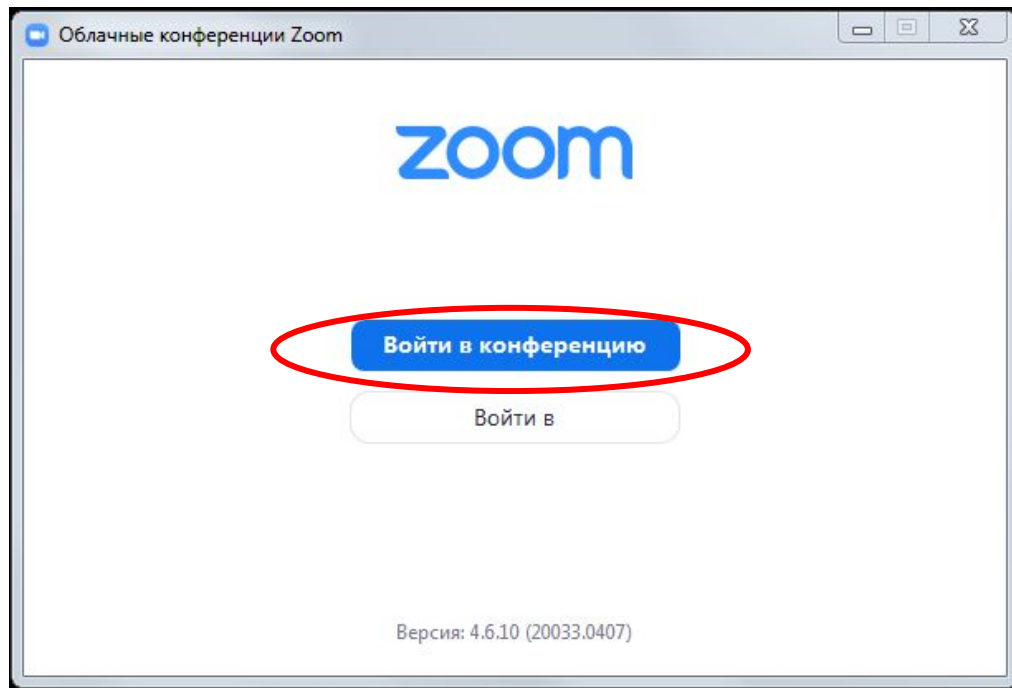 Облачные конференции Zoom
zoom
Войти в конференцию
Войти в
Версия: 4.6.10 (20033.0407)